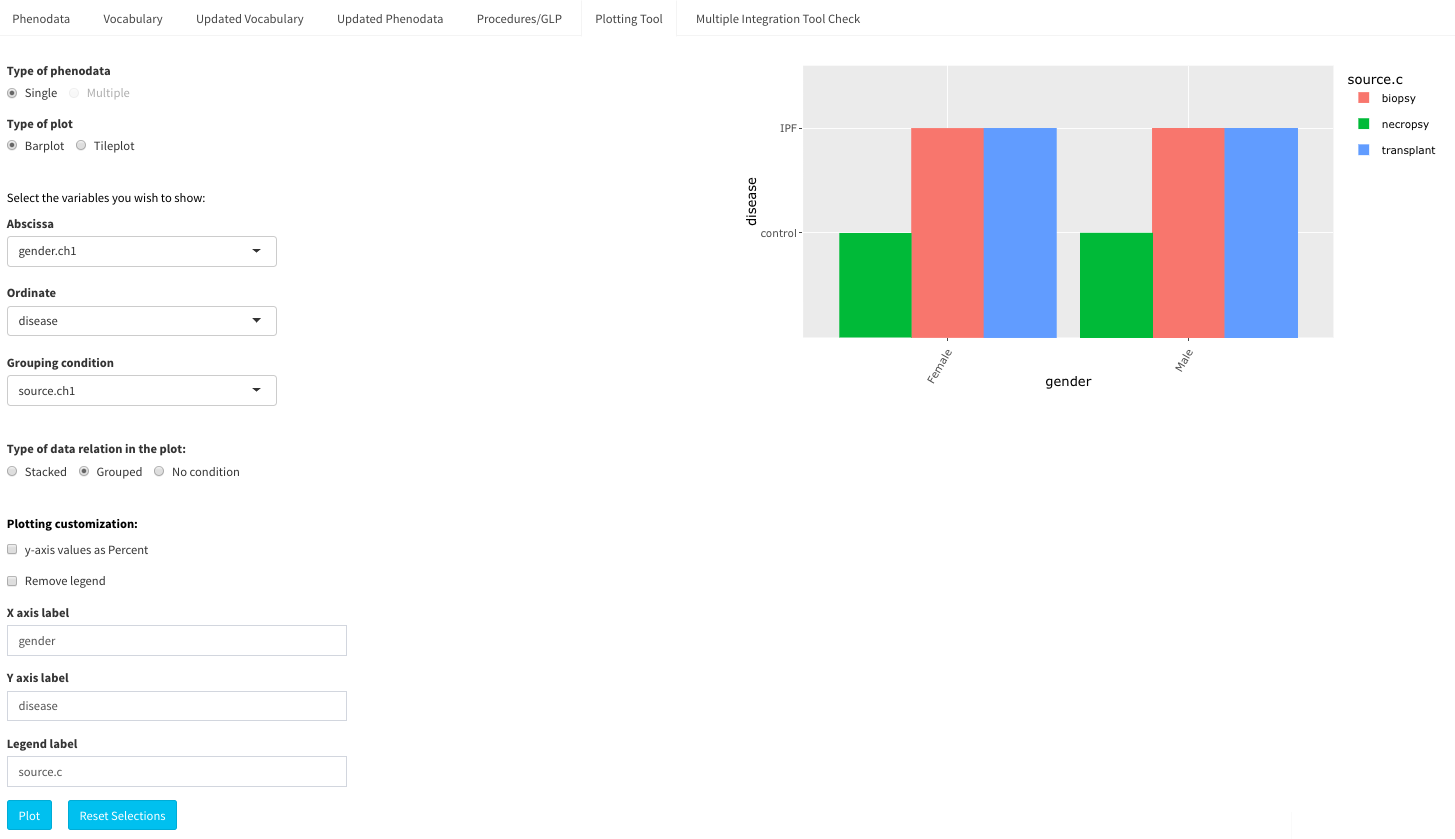 Phenodata Vocabulary Updated Vocabulary Updated Phenodata Procedures/GLP Plotting Tool Multiple Integration Tool Check
Type of phenodata
Single Multiple
Type of plot
Barplot Tileplot
Select the variables you wish to show:
Abscissa
gender.ch1
Ordinate
disease
Grouping condition
source.ch1
Type of data relation in the plot:
Stacked Grouped No condition
Plotting customization:
y-axis values as Percent
Remove legend
X axis label
gender
Y axis label
disease
Legend label
source.c
Plot Reset Selections
disease
IPF
control
Female Male
gender
source.c
biopsy
necropsy
transplant